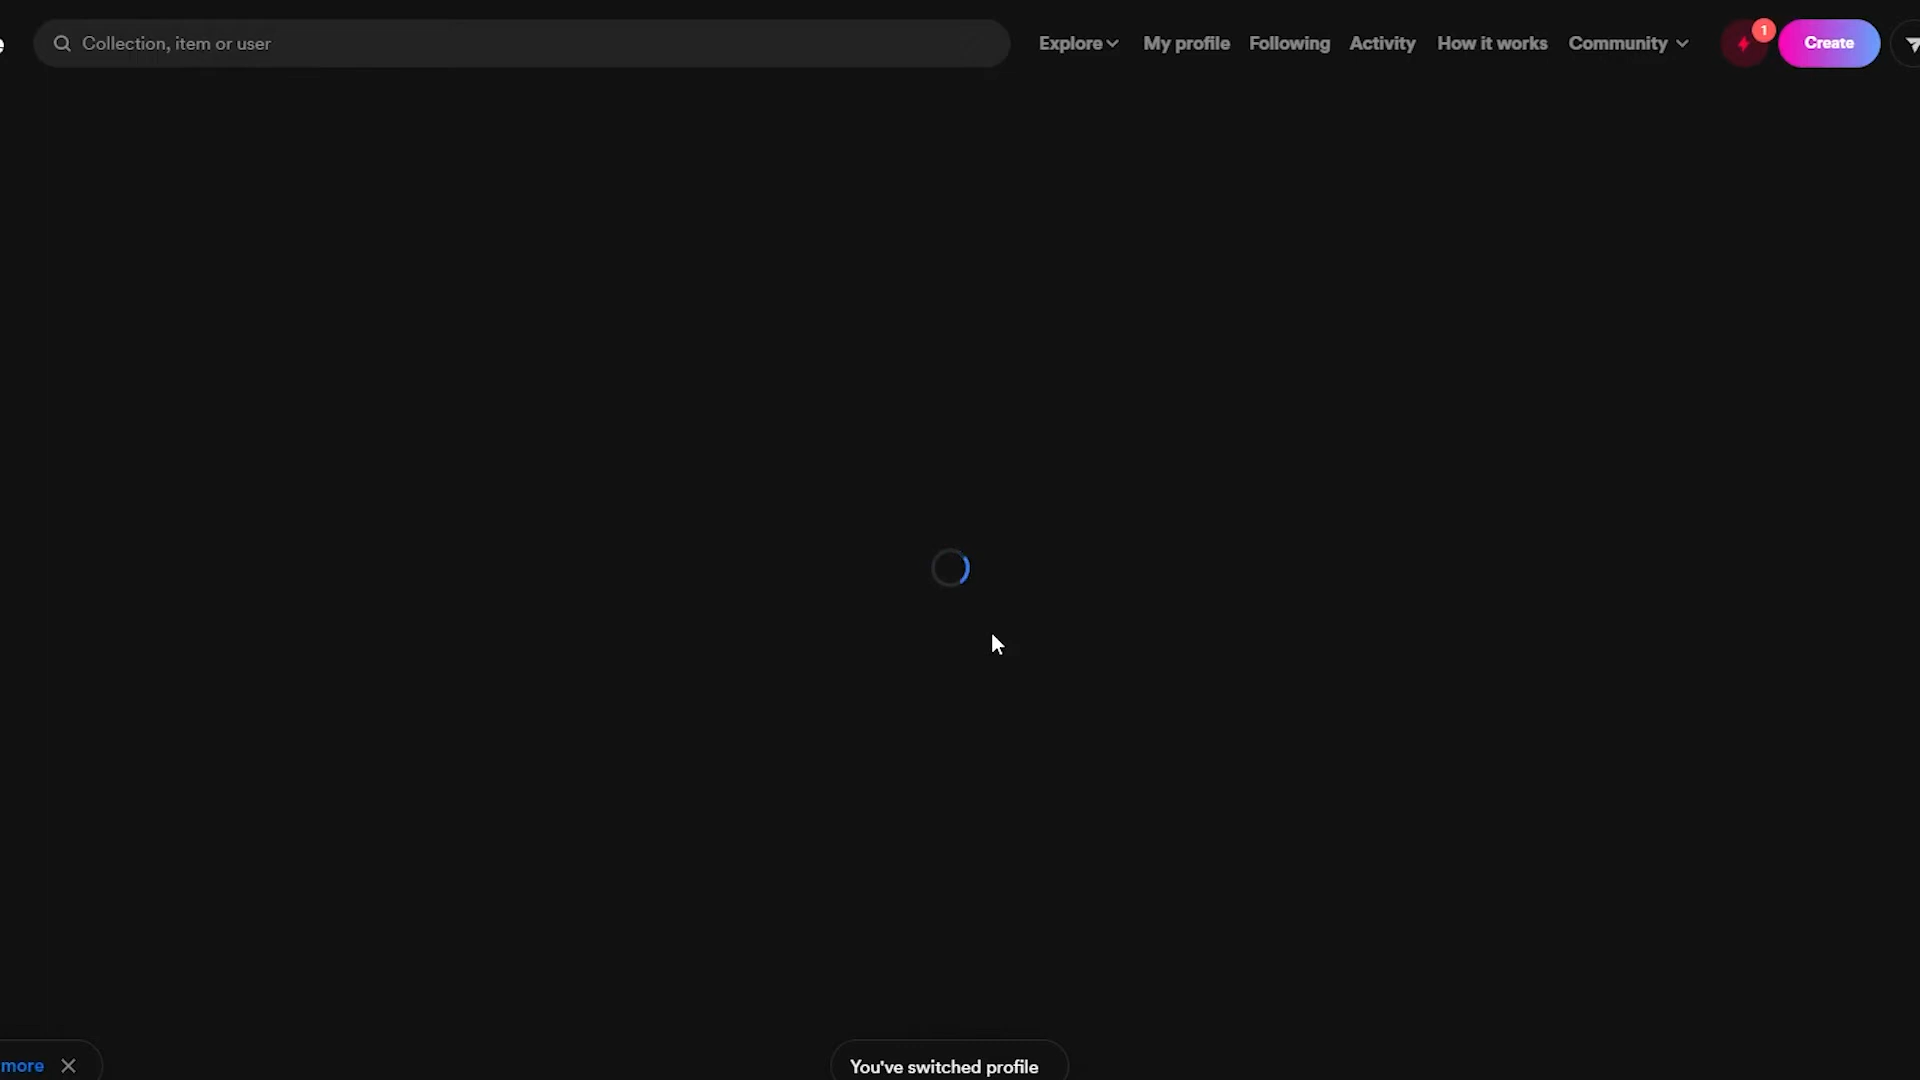 Collection, item or user
Explore
My profile
Following
Activity
How it works
Community
1
Create
more
You've switched profile